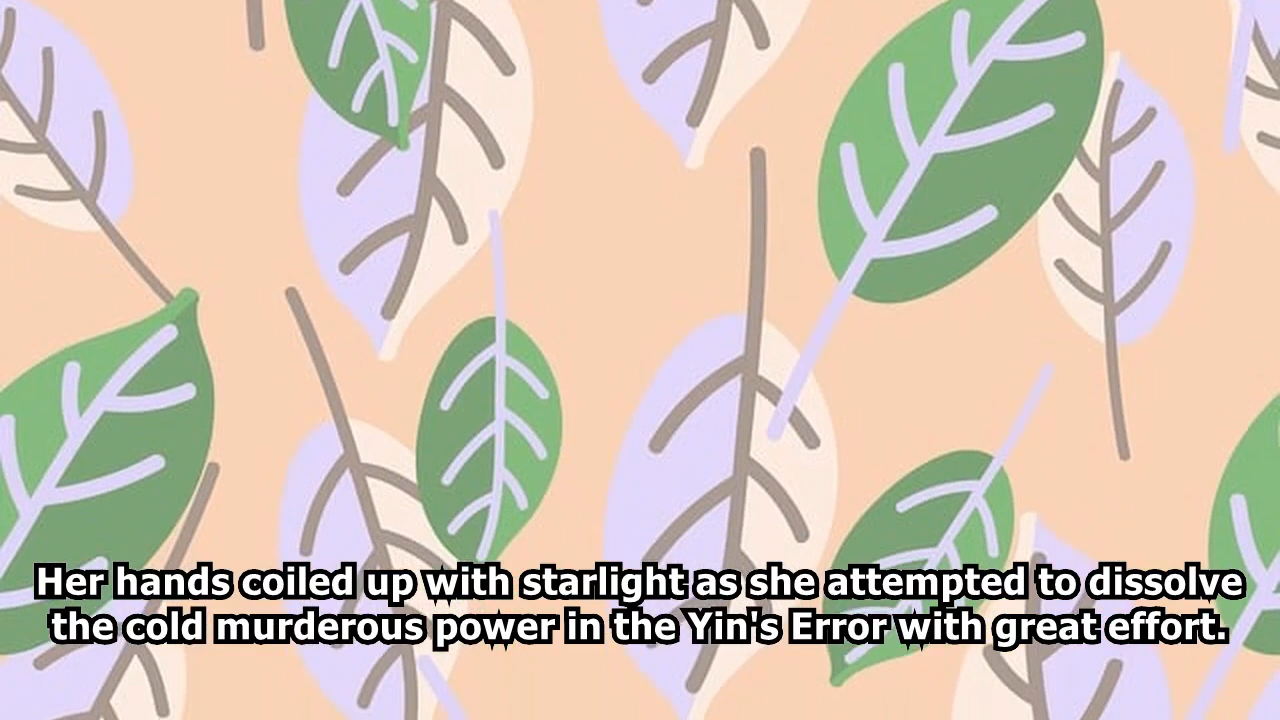 Her hands coiled up with starlight as she attempted to dissolve
the cold murderous power in the Yin's Error with great effort.